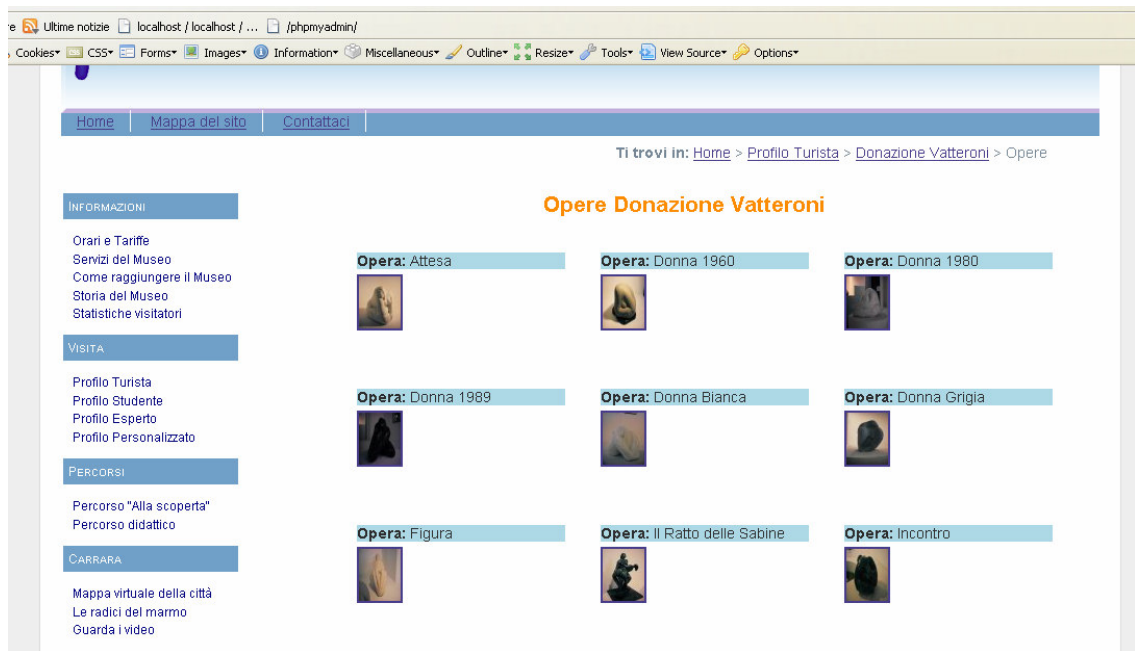 e Ultime notizie localhost / localhost / ... /phpmyadmin/
Cookies CSS Forms Images Information Miscellaneous Outline Resize Tools View Source Options
Home Mappa del sito Contattaci
Ti trovi in: Home > Profilo Turista > Donazione Vatteroni > Opere
INFORMAZIONI
Orari e Tariffe
Servizi del Museo
Come raggiungere il Museo
Storia del Museo
Statistiche visitatori
VISITA
Profilo Turista
Profilo Studente
Profilo Esperto
Profilo Personalizzato
PERCORSI
Percorso "Alla scoperta"
Percorso didattico
CARRARA
Mappa virtuale della città
Le radici del marmo
Guarda i video
Opere Donazione Vatteroni
Opera: Attesa
Opera: Donna 1960
Opera: Donna 1980
Opera: Donna 1989
Opera: Donna Bianca
Opera: Donna Grigia
Opera: Figura
Opera: Il Ratto delle Sabine
Opera: Incontro